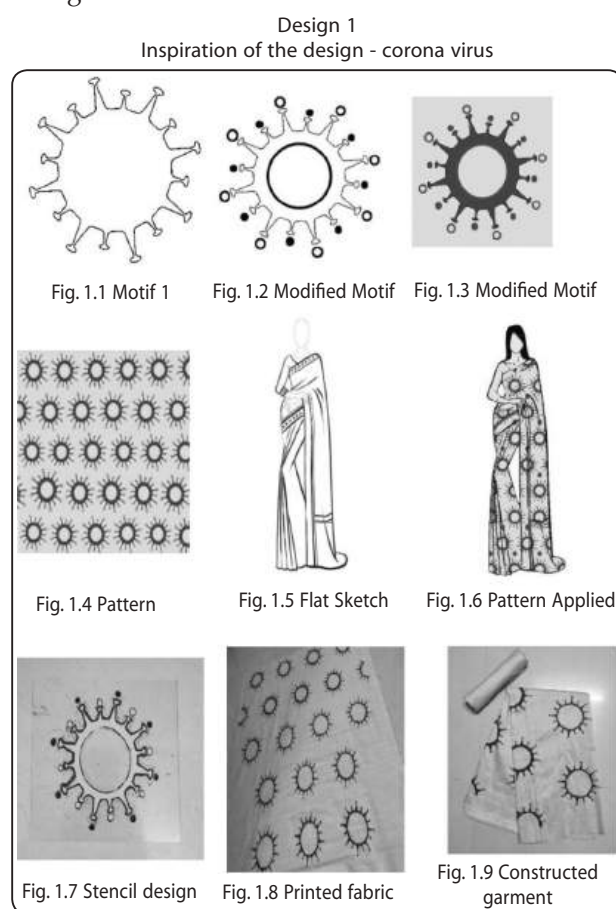 Design 1
Inspiration of the design - corona virus
Fig. 1.1 Motif 1
Fig. 1.2 Modified Motif
Fig. 1.3 Modified Motif
Fig. 1.4 Pattern
Fig. 1.5 Flat Sketch
Fig. 1.6 Pattern Applied
Fig. 1.7 Stencil design
Fig. 1.8 Printed fabric
Fig. 1.9 Constructed
garment